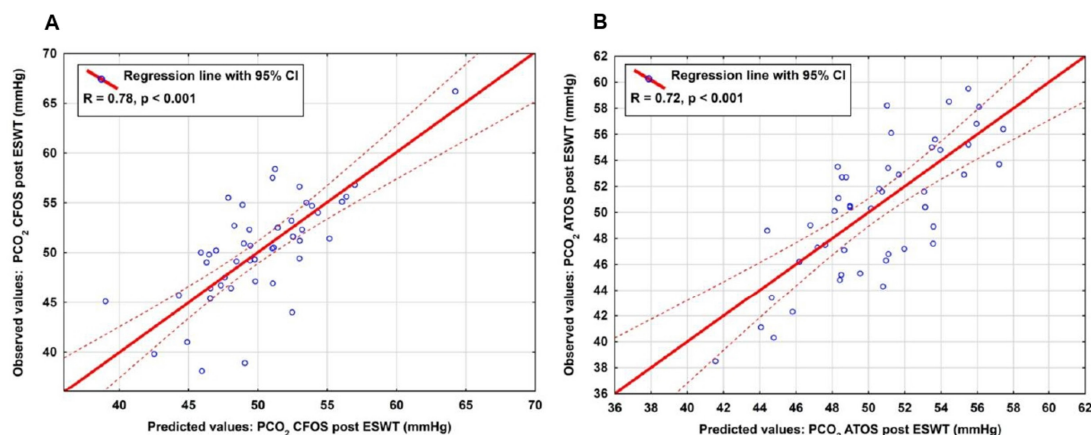 A
70
65
60
55
50
45
40
Observed values: PCO₂ CFOS post ESWT (mmHg)
Regression line with 95% CI
R = 0.78, p < 0.001
40 45 50 55 60 65 70
Predicted values: PCO₂ CFOS post ESWT (mmHg)
B
62
60
58
56
54
52
50
48
46
44
42
40
38
36
Observed values: PCO₂ ATOS post ESWT (mmHg)
Regression line with 95% CI
R = 0.72, p < 0.001
36 38 40 42 44 46 48 50 52 54 56 58 60 62
Predicted values: PCO₂ ATOS post ESWT (mmHg)